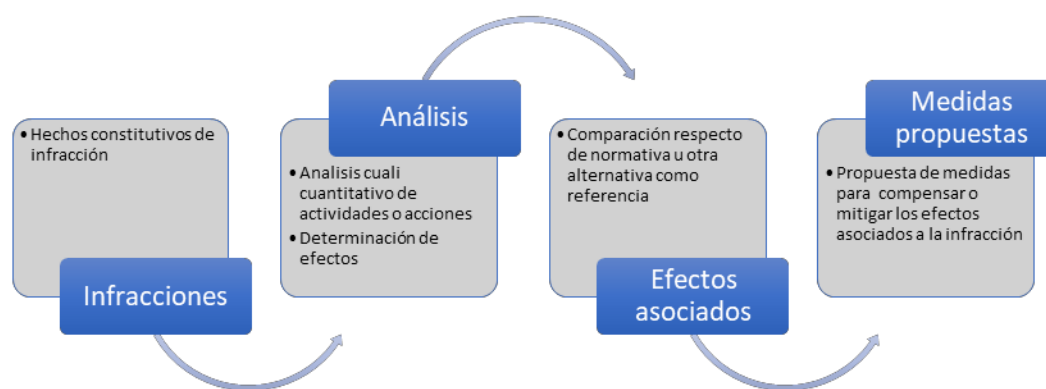 • Hechos constitutivos de
infracción
Infracciones
Análisis
• Analisis cuali
cuantitativo de
actividades o acciones
• Determinación de
efectos
• Comparación respecto
de normativa u otra
alternativa como
referencia
Efectos
asociados
Medidas
propuestas
• Propuesta de medidas
para compensar o
mitigar los efectos
asociados a la infracción